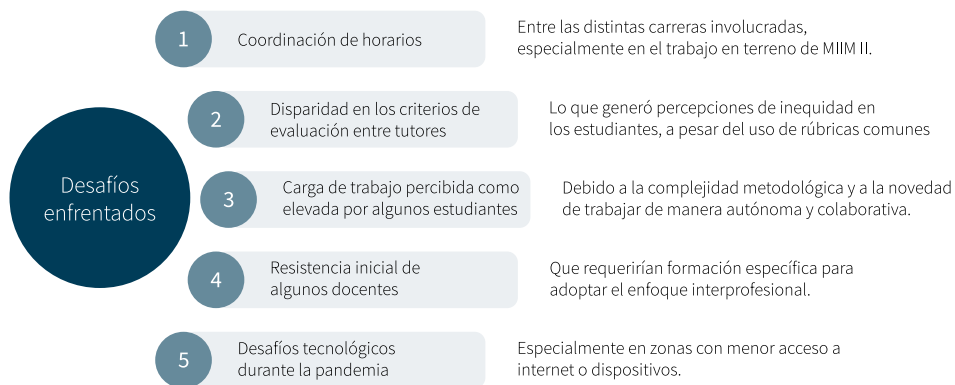 Desafíos
enfrentados
1
Coordinación de horarios
Entre las distintas carreras involucradas,
especialmente en el trabajo en terreno de MIIM II.
2
Disparidad en los criterios de
evaluación entre tutores
Lo que generó percepciones de inequidad en
los estudiantes, a pesar del uso de rúbricas comunes
3
Carga de trabajo percibida como
elevada por algunos estudiantes
Debido a la complejidad metodológica y a la novedad
de trabajar de manera autónoma y colaborativa.
4
Resistencia inicial de
algunos docentes
Que requerirían formación específica para
adoptar el enfoque interprofesional.
5
Desafíos tecnológicos
durante la pandemia
Especialmente en zonas con menor acceso a
internet o dispositivos.